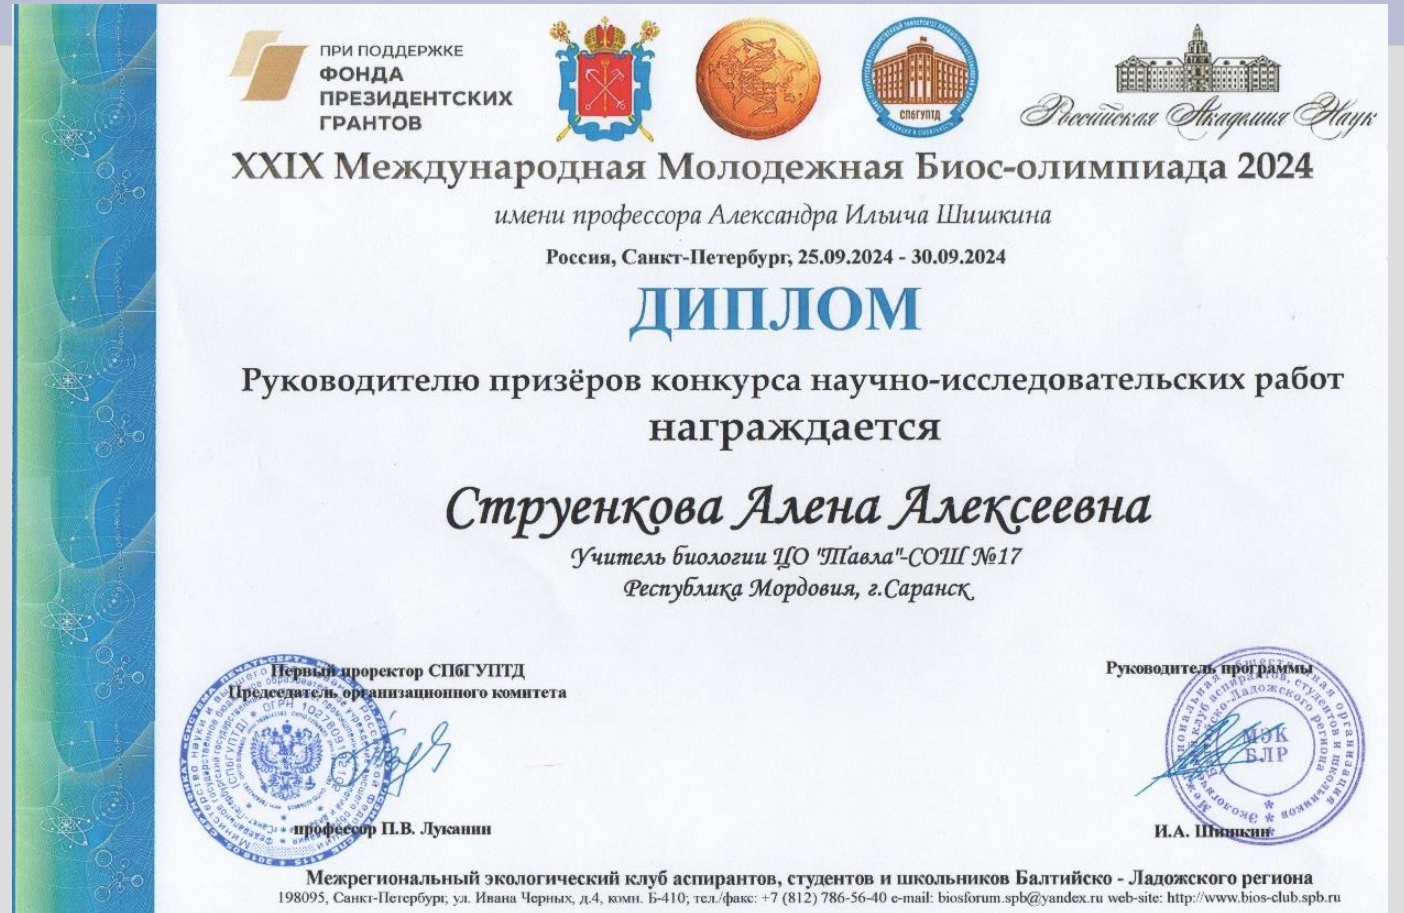 ПРИ ПОДДЕРЖКЕ
ФОНДА
ПРЕЗИДЕНТСКИХ
ГРАНТОВ
СПбГУПТД
Российская Академия Наук
XXIX Международная Молодежная Биос-олимпиада 2024
имени профессора Александра Ильича Шишкина
Россия, Санкт-Петербург, 25.09.2024 - 30.09.2024
ДИПЛОМ
Руководителю призёров конкурса научно-исследовательских работ
награждается
Струенкова Алена Алексеевна
Учитель биологии ЦО "Тавла"-СОШ №17
Республика Мордовия, г.Саранск
Первый проректор СПбГУПТД
Председатель организационного комитета
профессор П.В. Луканин
Руководитель программы
МЭК
БЛР
И.А. Шишкин
Межрегиональный экологический клуб аспирантов, студентов и школьников Балтийско - Ладожского региона
198095, Санкт-Петербург, ул. Ивана Черных, д.4, комн. Б-410; тел./факс: +7 (812) 786-56-40 e-mail: biosforum.spb@yandex.ru web-site: http://www.bios-club.spb.ru